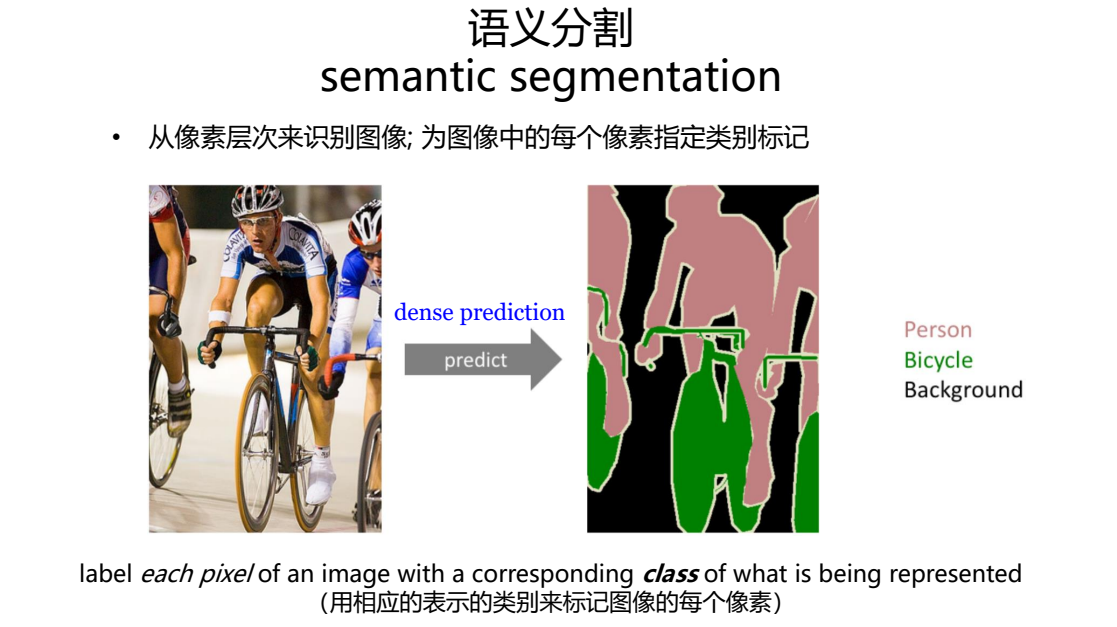 语义分割
semantic segmentation
• 从像素层次来识别图像; 为图像中的每个像素指定类别标记
COLAVITA
dense prediction
predict
Person
Bicycle
Background
label each pixel of an image with a corresponding class of what is being represented
（用相应的表示的类别来标记图像的每个像素）